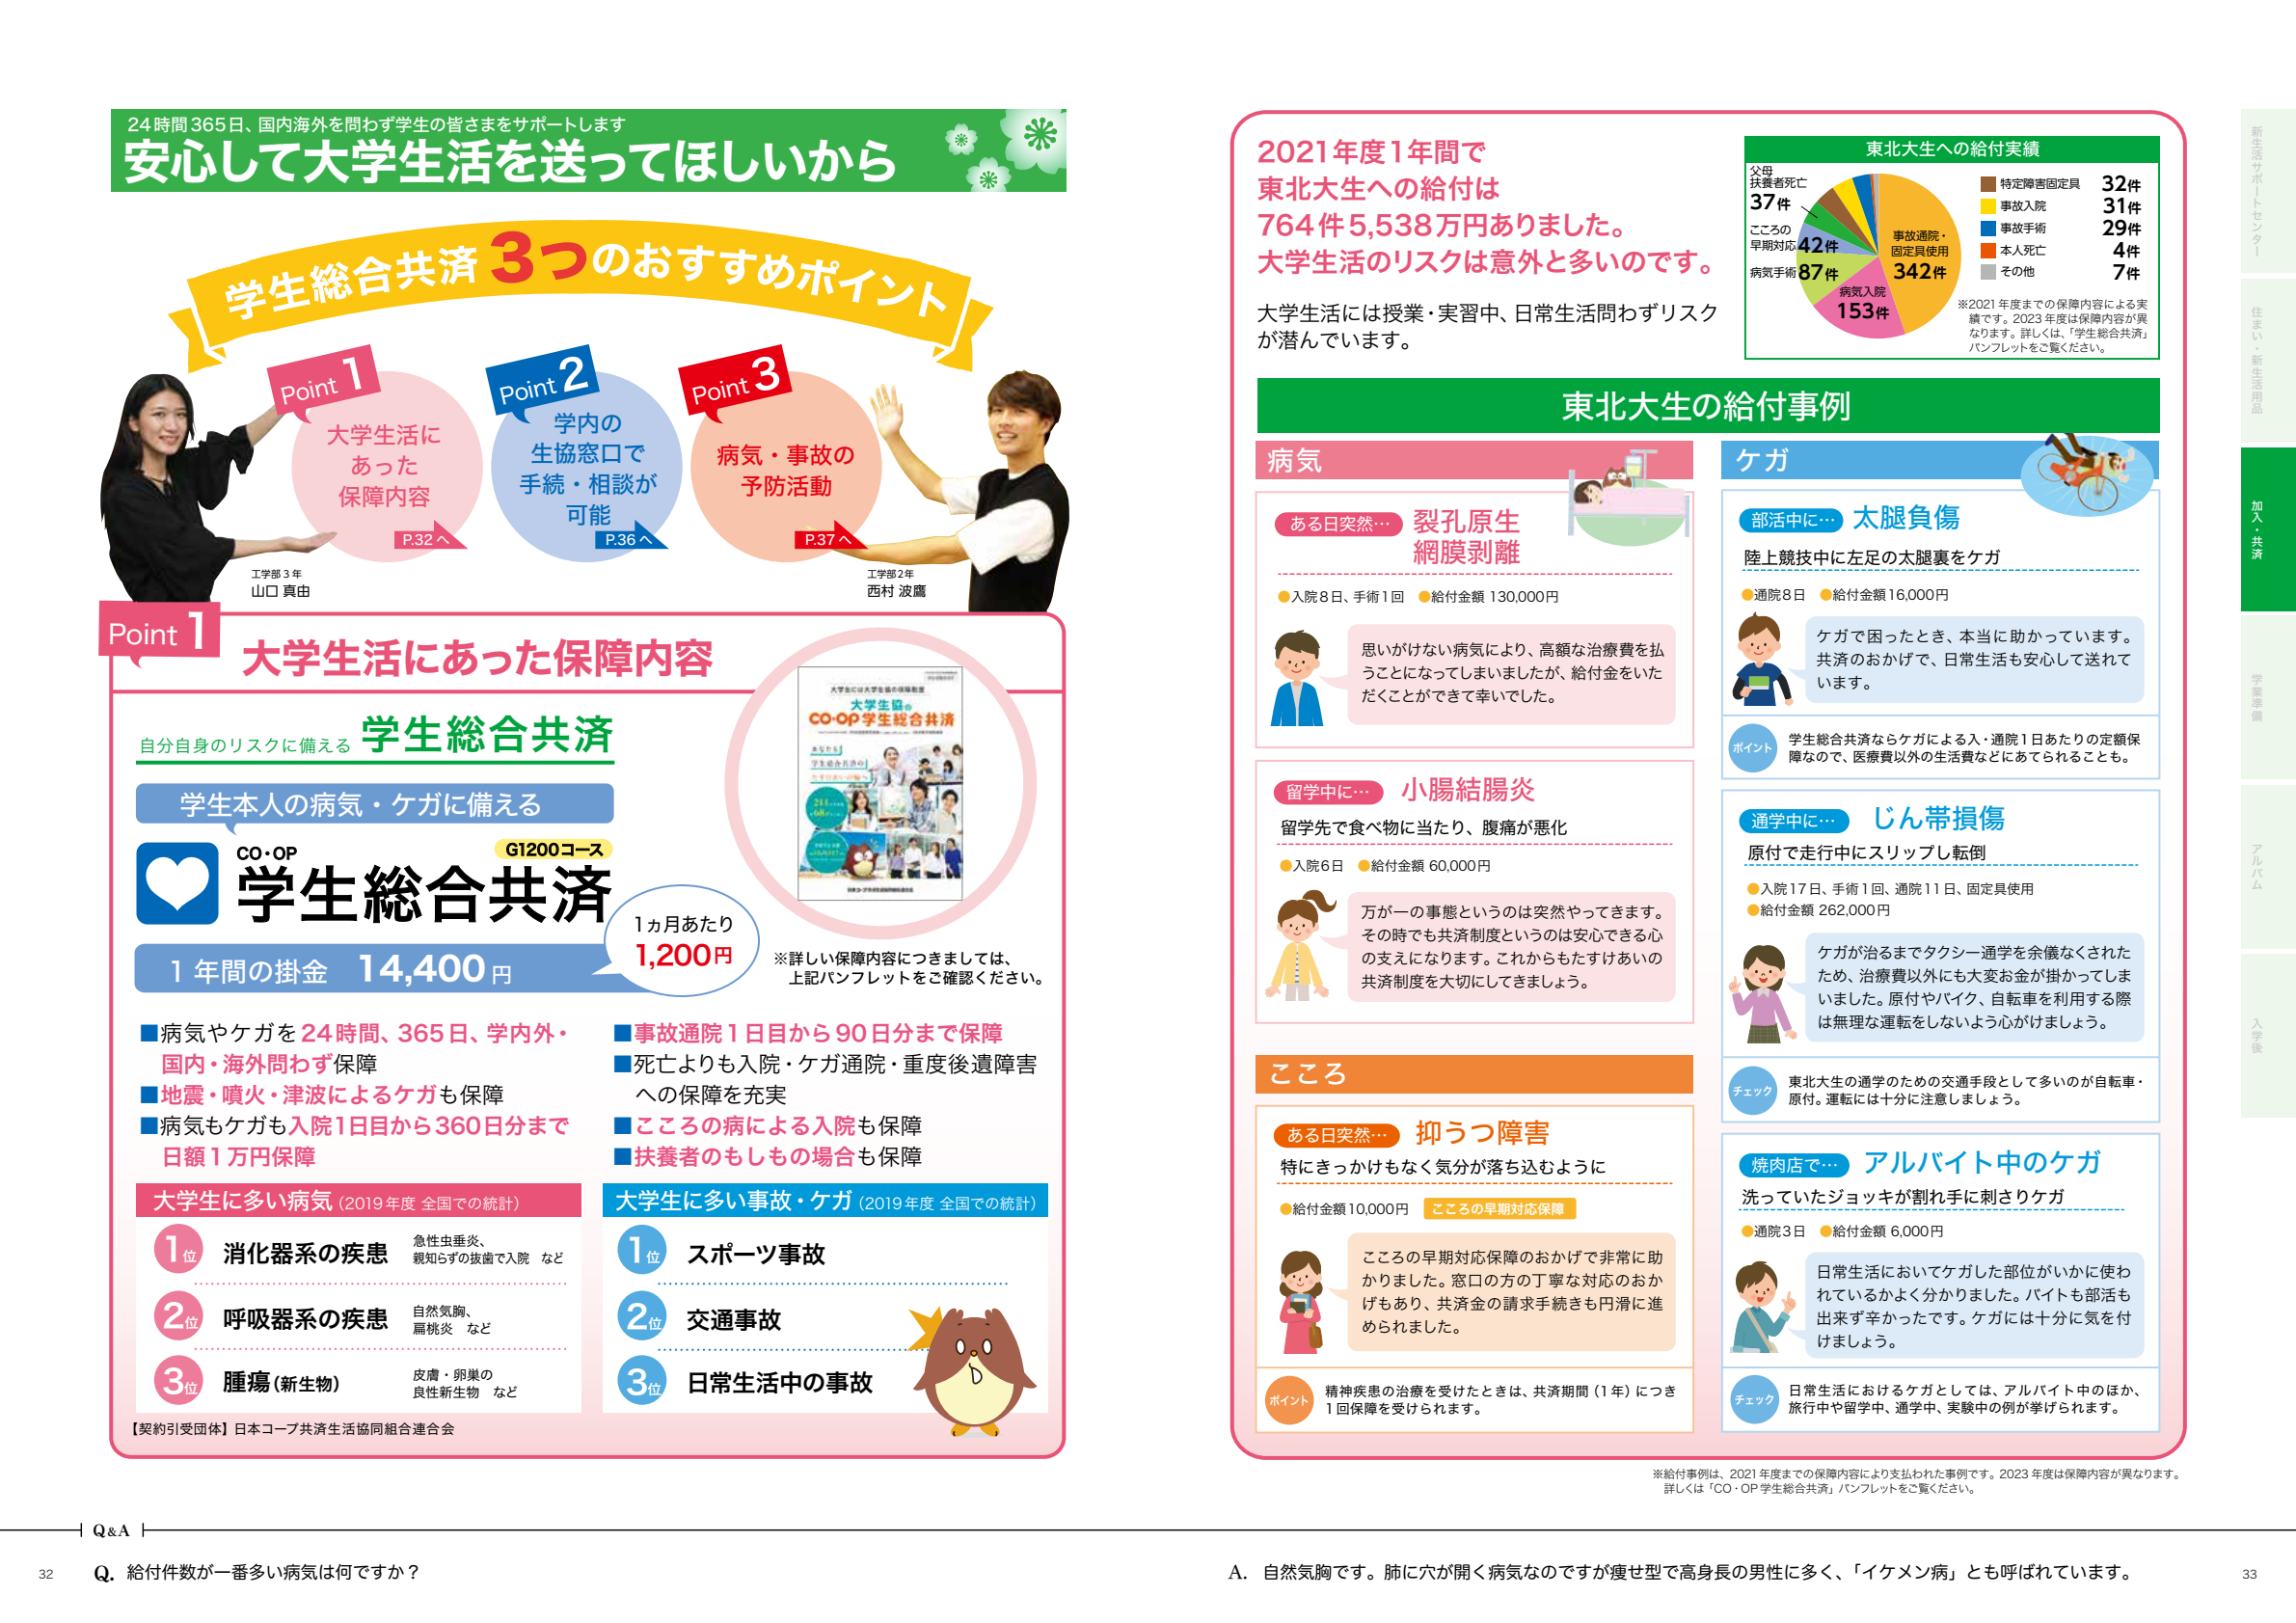 24時間365日、国内海外を問わず学生の皆さまをサポートします
安心して大学生活を送ってほしいから
学生総合共済 3つのおすすめポイント
Point 1
大学生活に
あった
保障内容
P.32へ
Point 2
学内の
生協窓口で
手続・相談が
可能
P.36へ
Point 3
病気・事故の
予防活動
P.37へ
工学部3年
山口 真由
工学部2年
西村 波鷹
Point 1
大学生活にあった保障内容
自分自身のリスクに備える 学生総合共済
学生本人の病気・ケガに備える
CO・OP
G1200コース
学生総合共済
1年間の掛金 14,400円
1ヵ月あたり
1,200円
大学生には大学生協の保障制度
大学生協の
CO・OP学生総合共済
※詳しい保障内容につきましては、
上記パンフレットをご確認ください。
■病気やケガを24時間、365日、学内外・
国内・海外問わず保障
■地震・噴火・津波によるケガも保障
■病気もケガも入院1日目から360日分まで
日額1万円保障
■事故通院1日目から90日分まで保障
■死亡よりも入院・ケガ通院・重度後遺障害
への保障を充実
■こころの病による入院も保障
■扶養者のもしもの場合も保障
大学生に多い病気(2019年度 全国での統計)
1位 消化器系の疾患 急性虫垂炎、
親知らずの抜歯で入院 など
2位 呼吸器系の疾患 自然気胸、
扁桃炎 など
3位 腫瘍(新生物) 皮膚・卵巣の
良性新生物 など
大学生に多い事故・ケガ(2019年度 全国での統計)
1位 スポーツ事故
2位 交通事故
3位 日常生活中の事故
【契約引受団体】日本コープ共済生活協同組合連合会
2021年度1年間で
東北大生への給付は
764件5,538万円ありました。
大学生活のリスクは意外と多いのです。
大学生活には授業・実習中、日常生活問わずリスク
が潜んでいます。
東北大生への給付実績
父母
扶養者死亡
37件
こころの
早期対応42件
病気手術87件
病気入院
153件
事故通院・
固定具使用
342件
特定障害固定具 32件
事故入院 31件
事故手術 29件
本人死亡 4件
その他 7件
※2021年度までの保障内容による実
績です。2023年度は保障内容が異
なります。詳しくは、「学生総合共済」
パンフレットをご覧ください。
東北大生の給付事例
病気
ある日突然… 裂孔原生
網膜剥離
●入院8日、手術1回 ●給付金額 130,000円
思いがけない病気により、高額な治療費を払
うことになってしまいましたが、給付金をいた
だくことができて幸いでした。
留学中に… 小腸結腸炎
留学先で食べ物に当たり、腹痛が悪化
●入院6日 ●給付金額 60,000円
万が一の事態というのは突然やってきます。
その時でも共済制度というのは安心できる心
の支えになります。これからもたすけあいの
共済制度を大切にしてきましょう。
こころ
ある日突然… 抑うつ障害
特にきっかけもなく気分が落ち込むように
●給付金額10,000円 こころの早期対応保障
こころの早期対応保障のおかげで非常に助
かりました。窓口の方の丁寧な対応のおか
げもあり、共済金の請求手続きも円滑に進
められました。
ポイント 精神疾患の治療を受けたときは、共済期間(1年)につき
1回保障を受けられます。
ケガ
部活中に… 太腿負傷
陸上競技中に左足の太腿裏をケガ
●通院8日 ●給付金額16,000円
ケガで困ったとき、本当に助かっています。
共済のおかげで、日常生活も安心して送れて
います。
ポイント 学生総合共済ならケガによる入・通院1日あたりの定額保
障なので、医療費以外の生活費などにあてられることも。
通学中に… じん帯損傷
原付で走行中にスリップし転倒
●入院17日、手術1回、通院11日、固定具使用
●給付金額 262,000円
ケガが治るまでタクシー通学を余儀なくされた
ため、治療費以外にも大変お金が掛かってしま
いました。原付やバイク、自転車を利用する際
は無理な運転をしないよう心がけましょう。
チェック 東北大生の通学のための交通手段として多いのが自転車・
原付。運転には十分に注意しましょう。
焼肉店で… アルバイト中のケガ
洗っていたジョッキが割れ手に刺さりケガ
●通院3日 ●給付金額 6,000円
日常生活においてケガした部位がいかに使わ
れているかよく分かりました。バイトも部活も
出来ず辛かったです。ケガには十分に気を付
けましょう。
チェック 日常生活におけるケガとしては、アルバイト中のほか、
旅行中や留学中、通学中、実験中の例が挙げられます。
※給付事例は、2021年度までの保障内容により支払われた事例です。2023年度は保障内容が異なります。
詳しくは「CO・OP学生総合共済」パンフレットをご覧ください。
新生活サポートセンター
住まい・新生活用品
加入・共済
学業準備
アルバム
入学後
Q&A
32
Q. 給付件数が一番多い病気は何ですか?
A. 自然気胸です。肺に穴が開く病気なのですが痩せ型で高身長の男性に多く、「イケメン病」とも呼ばれています。
33